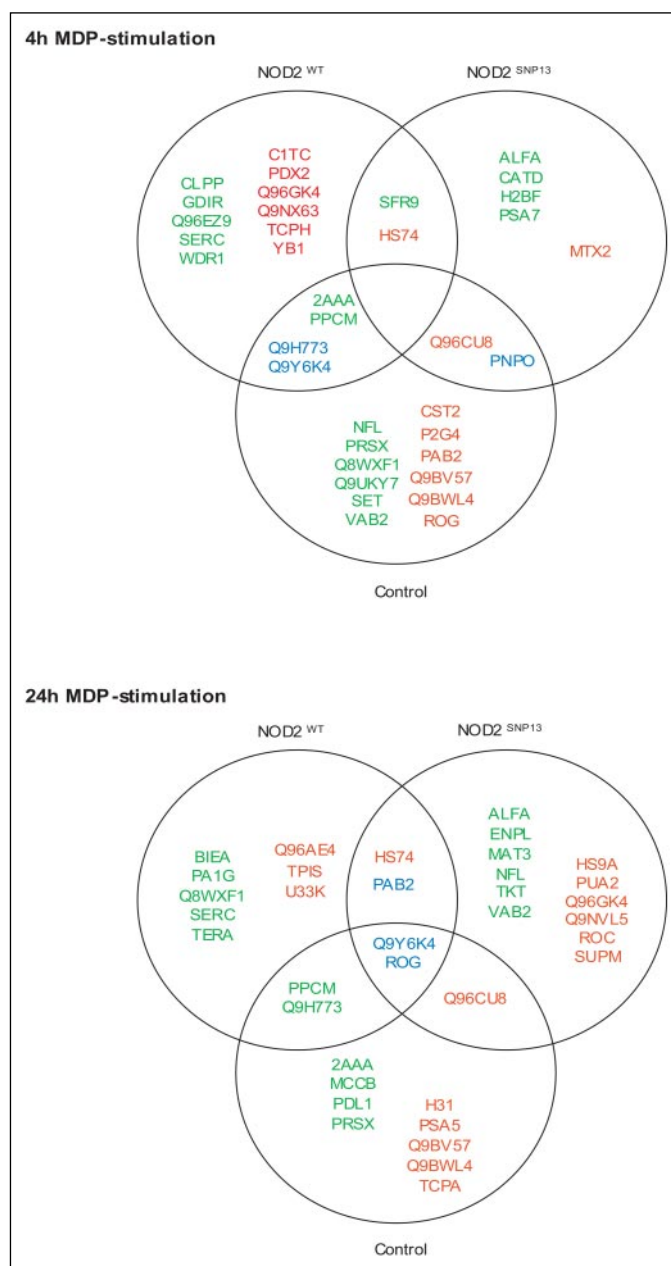 4h MDP-stimulation
NOD2 WT
NOD2 SNP13
CLPP
GDIR
Q96EZ9
SERC
WDR1
C1TC
PDX2
Q96GK4
Q9NX63
TCPH
YB1
SFR9
HS74
ALFA
CATD
H2BF
PSA7
MTX2
2AAA
PPCM
Q9H773
Q9Y6K4
Q96CU8
PNPO
NFL
PRSX
Q8WXF1
Q9UKY7
SET
VAB2
CST2
P2G4
PAB2
Q9BV57
Q9BWL4
ROG
Control
24h MDP-stimulation
NOD2 WT
NOD2 SNP13
BIEA
PA1G
Q8WXF1
SERC
TERA
Q96AE4
TPIS
U33K
HS74
PAB2
ALFA
ENPL
MAT3
NFL
TKT
VAB2
HS9A
PUA2
Q96GK4
Q9NVL5
ROC
SUPM
Q9Y6K4
ROG
PPCM
Q9H773
Q96CU8
2AAA
MCCB
PDL1
PRSX
H31
PSA5
Q9BV57
Q9BWL4
TCPA
Control